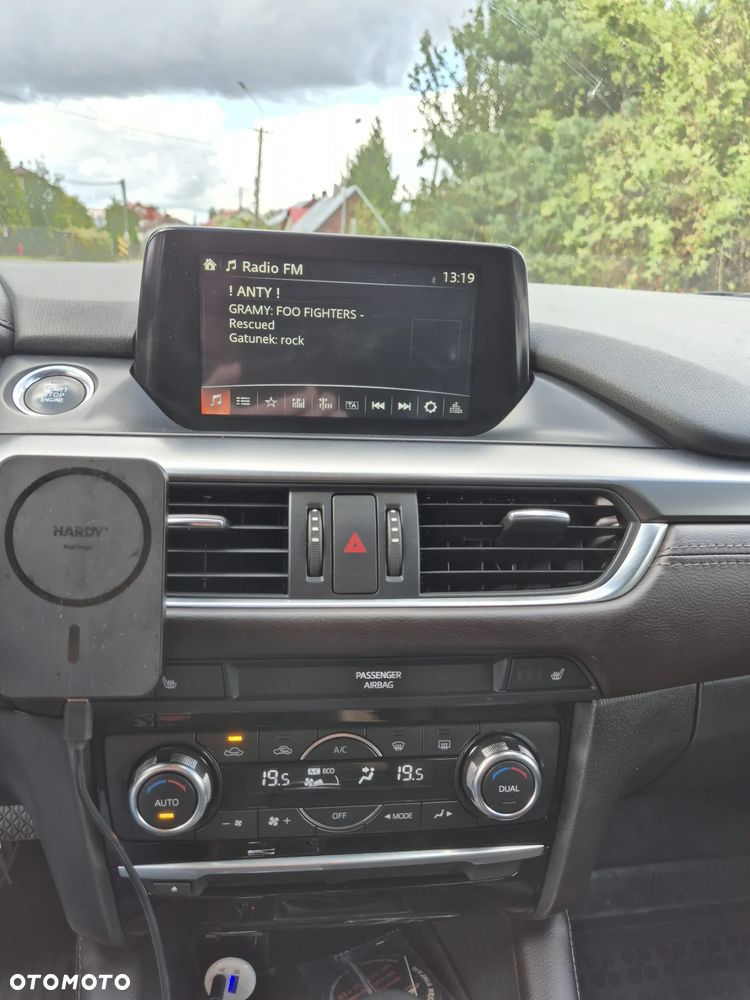 Radio FM
13:19
! ANTY !
GRAMY: FOO FIGHTERS -
Rescued
Gatunek: rock
TA
START
STOP
ENGINE
HARDY
PASSENGER
AIRBAG
A/C
19.5
A/C ECO
19.5
AUTO
DUAL
OFF
MODE
OTOMOTO